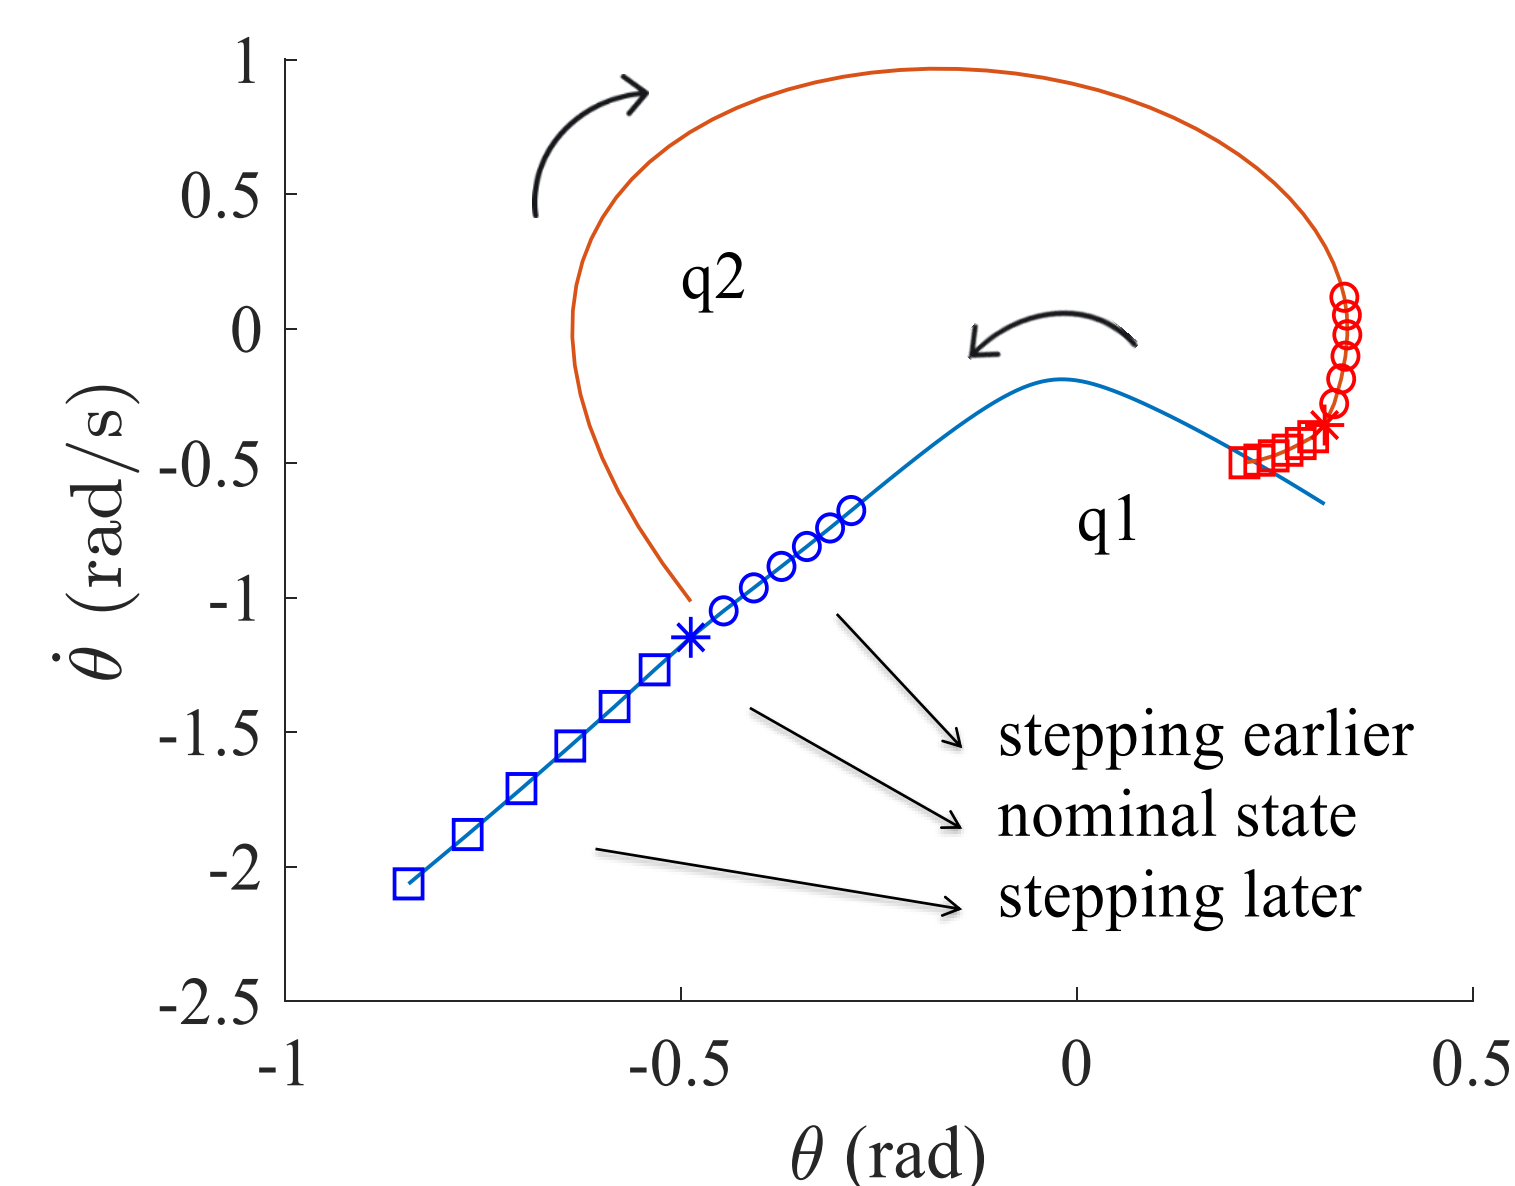 1
0.5
0
-0.5
-1
-1.5
-2
-2.5
θ̇ (rad/s)
q2
q1
stepping earlier
nominal state
stepping later
-1 -0.5 0 0.5
θ (rad)